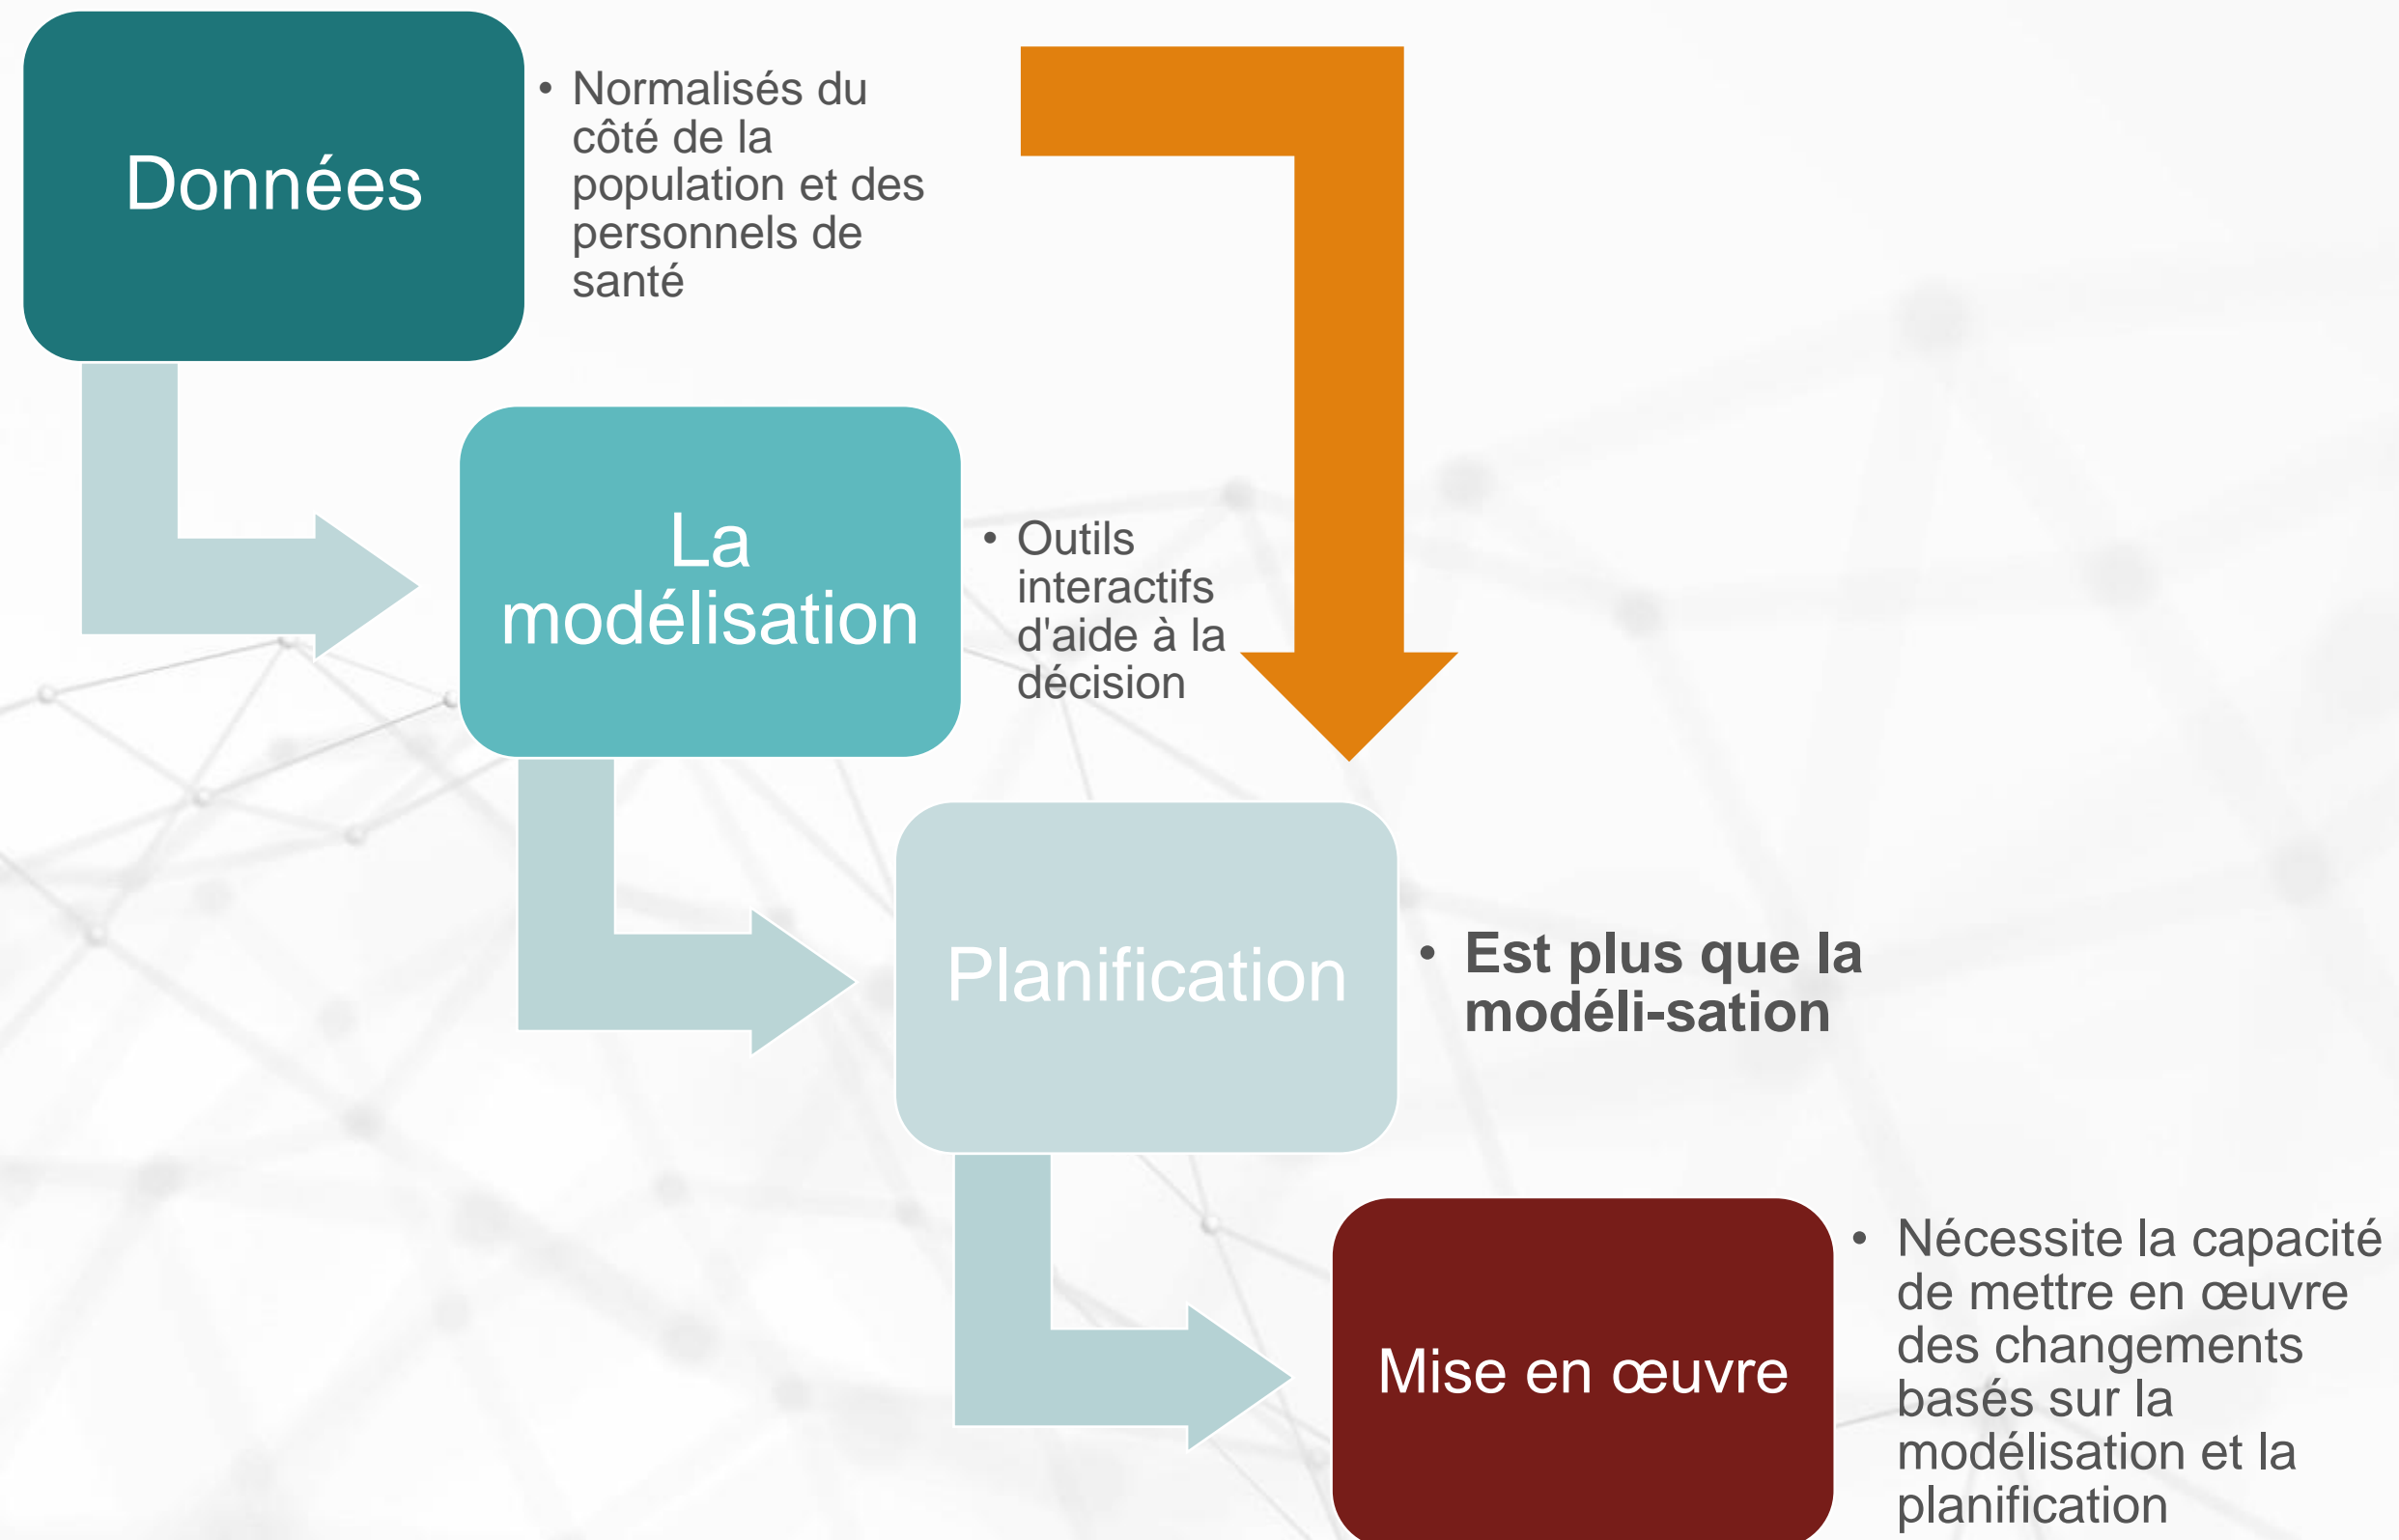 Données
• Normalisés du
côté de la
population et des
personnels de
santé
La
modélisation
• Outils
interactifs
d'aide à la
décision
Planification
• Est plus que la
modéli-sation
Mise en œuvre
• Nécessite la capacité
de mettre en œuvre
des changements
basés sur la
modélisation et la
planification